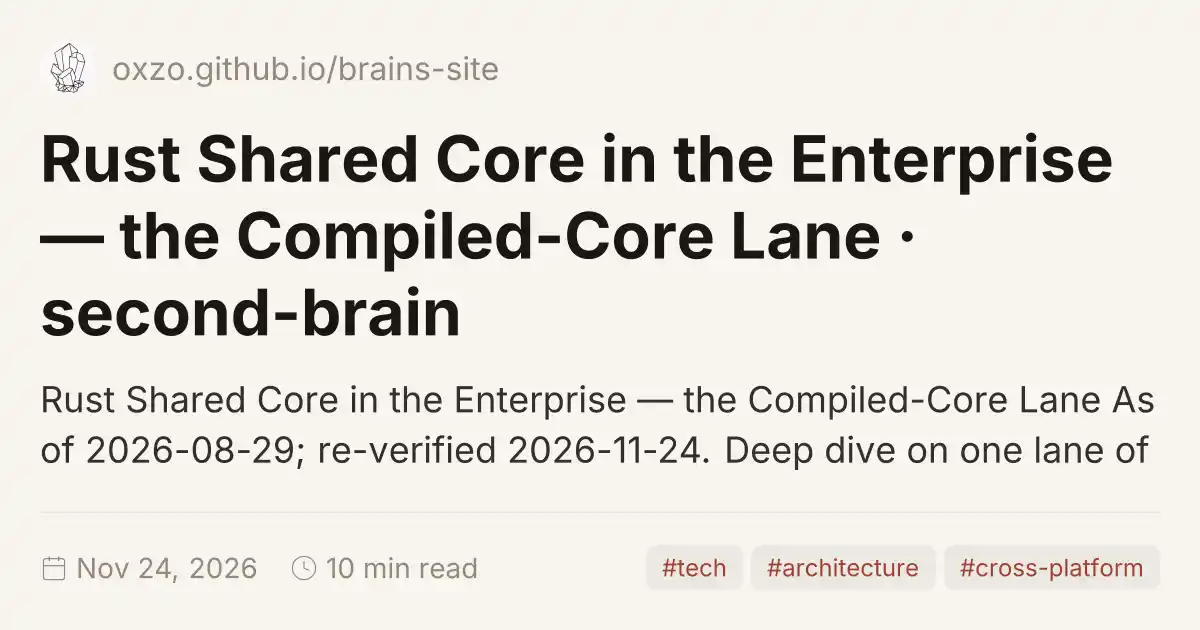 oxzo.github.io/brains-site
Rust Shared Core in the Enterprise
— the Compiled-Core Lane ·
second-brain
Rust Shared Core in the Enterprise — the Compiled-Core Lane As
of 2026-08-29; re-verified 2026-11-24. Deep dive on one lane of
Nov 24, 2026 10 min read #tech #architecture #cross-platform